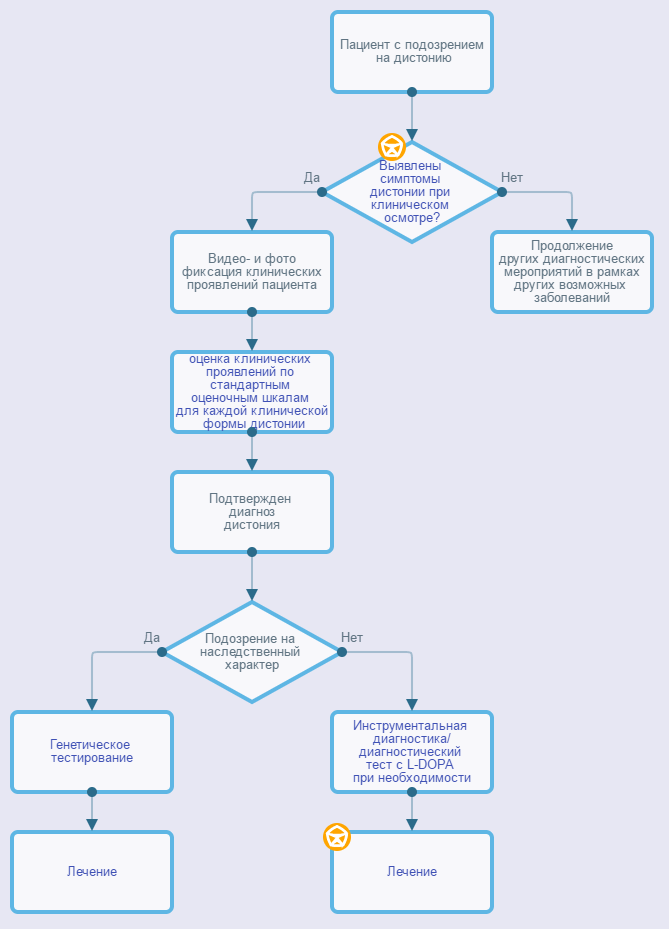 Пациент с подозрением
на дистонию
Выявлены
симптомы
дистонии при
клиническом
осмотре?
Да
Нет
Видео- и фото
фиксация клинических
проявлений пациента
Продолжение
других диагностических
мероприятий в рамках
других возможных
заболеваний
оценка клинических
проявлений по
стандартным
оценочным шкалам
для каждой клинической
формы дистонии
Подтвержден
диагноз
дистония
Подозрение на
наследственный
характер
Да
Нет
Генетическое
тестирование
Инструментальная
диагностика/
диагностический
тест с L-DOPA
при необходимости
Лечение
Лечение